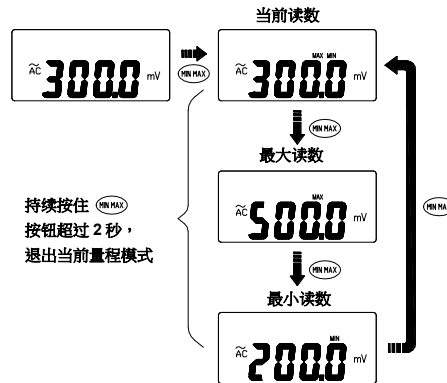 当前读数
AC 300.0 mV
MIN MAX
MAX MIN
AC 300.0 mV
MIN MAX
最大读数
MAX
AC 500.0 mV
持续按住 MIN MAX
按钮超过 2 秒，
退出当前量程模式
MIN MAX
最小读数
MIN
AC 200.0 mV